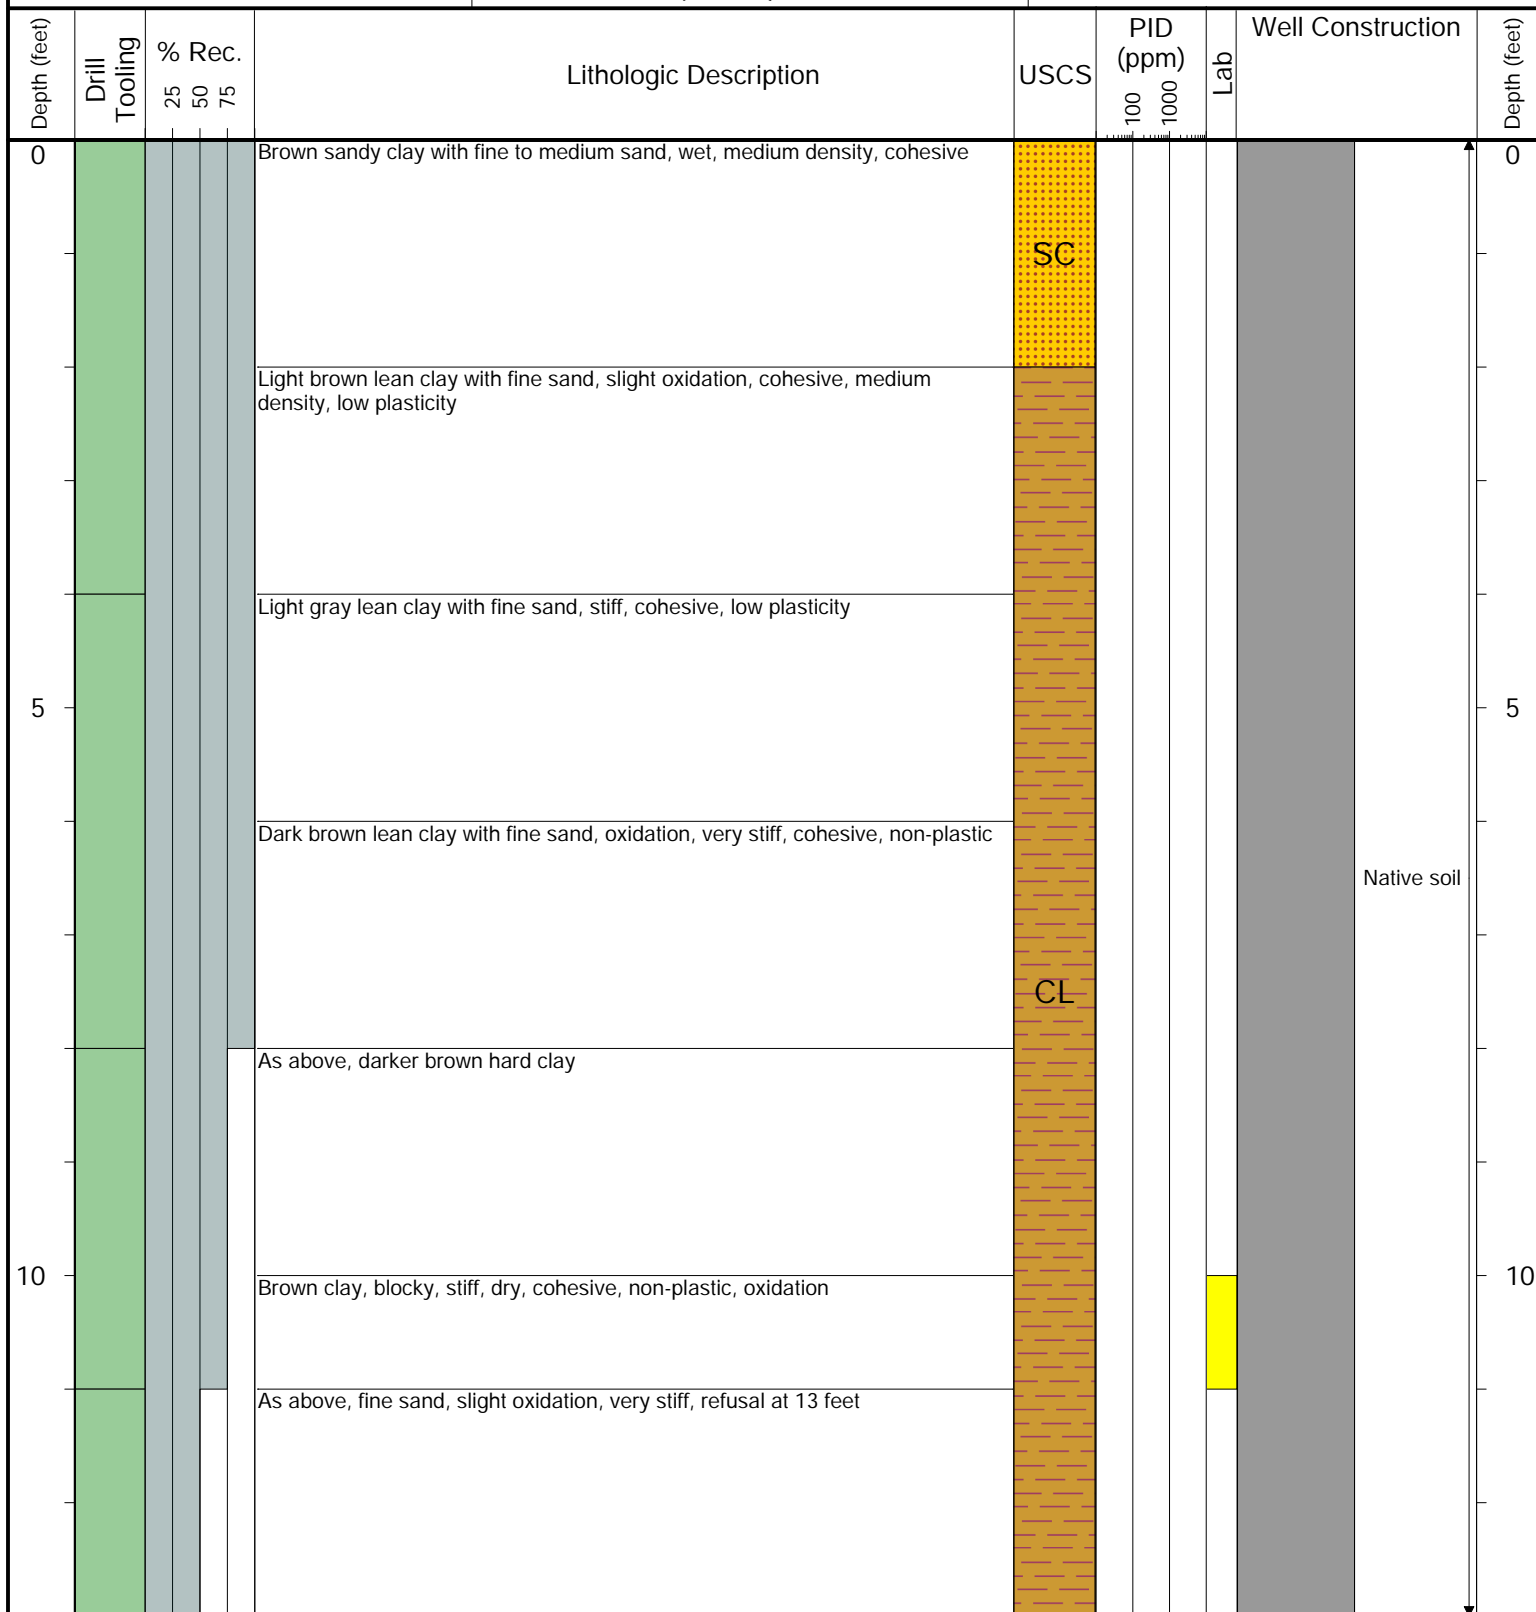 Depth (feet)
Drill
Tooling
% Rec.
25
50
75
Lithologic Description
USCS
PID
(ppm)
100
1000
Lab
Well Construction
Depth (feet)
0
Brown sandy clay with fine to medium sand, wet, medium density, cohesive
0
SC
Light brown lean clay with fine sand, slight oxidation, cohesive, medium
density, low plasticity
Light gray lean clay with fine sand, stiff, cohesive, low plasticity
5
5
Dark brown lean clay with fine sand, oxidation, very stiff, cohesive, non-plastic
Native soil
CL
As above, darker brown hard clay
10
10
Brown clay, blocky, stiff, dry, cohesive, non-plastic, oxidation
As above, fine sand, slight oxidation, very stiff, refusal at 13 feet